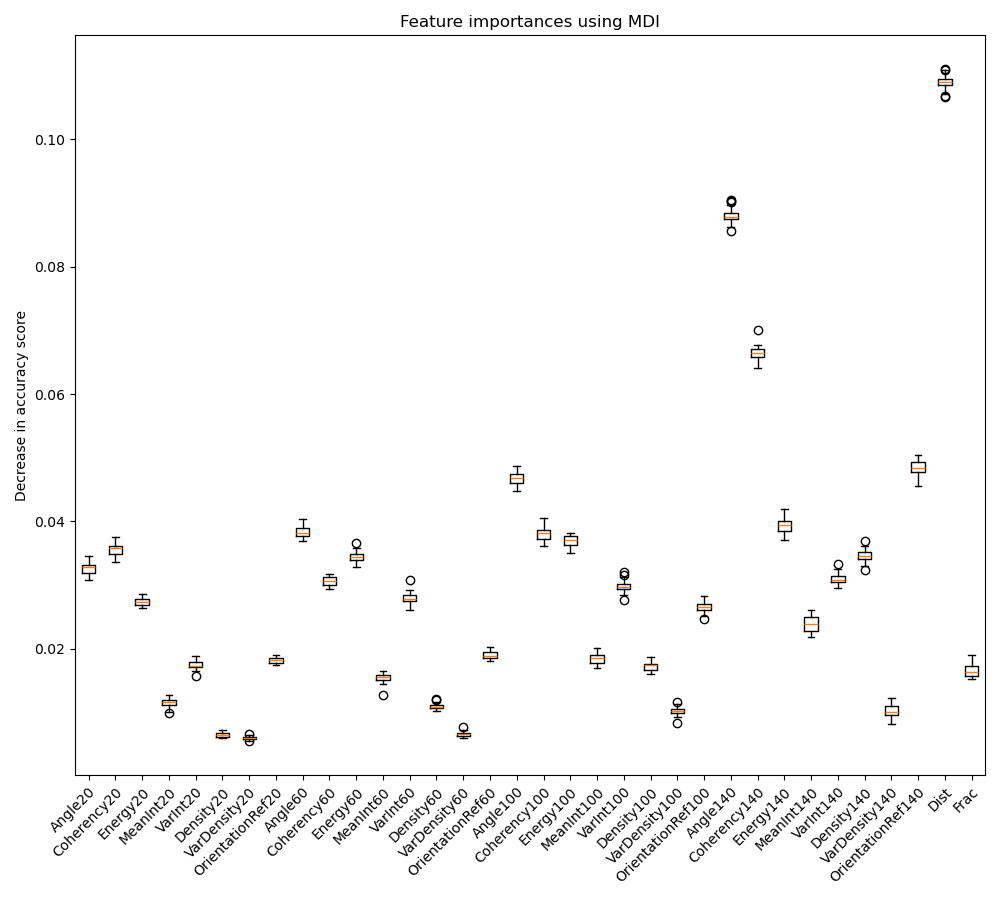 Feature importances using MDI
Decrease in accuracy score
0.10
0.08
0.06
0.04
0.02
Angle20
Coherency20
Energy20
MeanInt20
VarInt20
Density20
VarDensity20
OrientationRef20
Angle60
Coherency60
Energy60
MeanInt60
VarInt60
Density60
VarDensity60
OrientationRef60
Angle100
Coherency100
Energy100
MeanInt100
VarInt100
Density100
VarDensity100
OrientationRef100
Angle140
Coherency140
Energy140
MeanInt140
VarInt140
Density140
VarDensity140
OrientationRef140
Dist
Frac